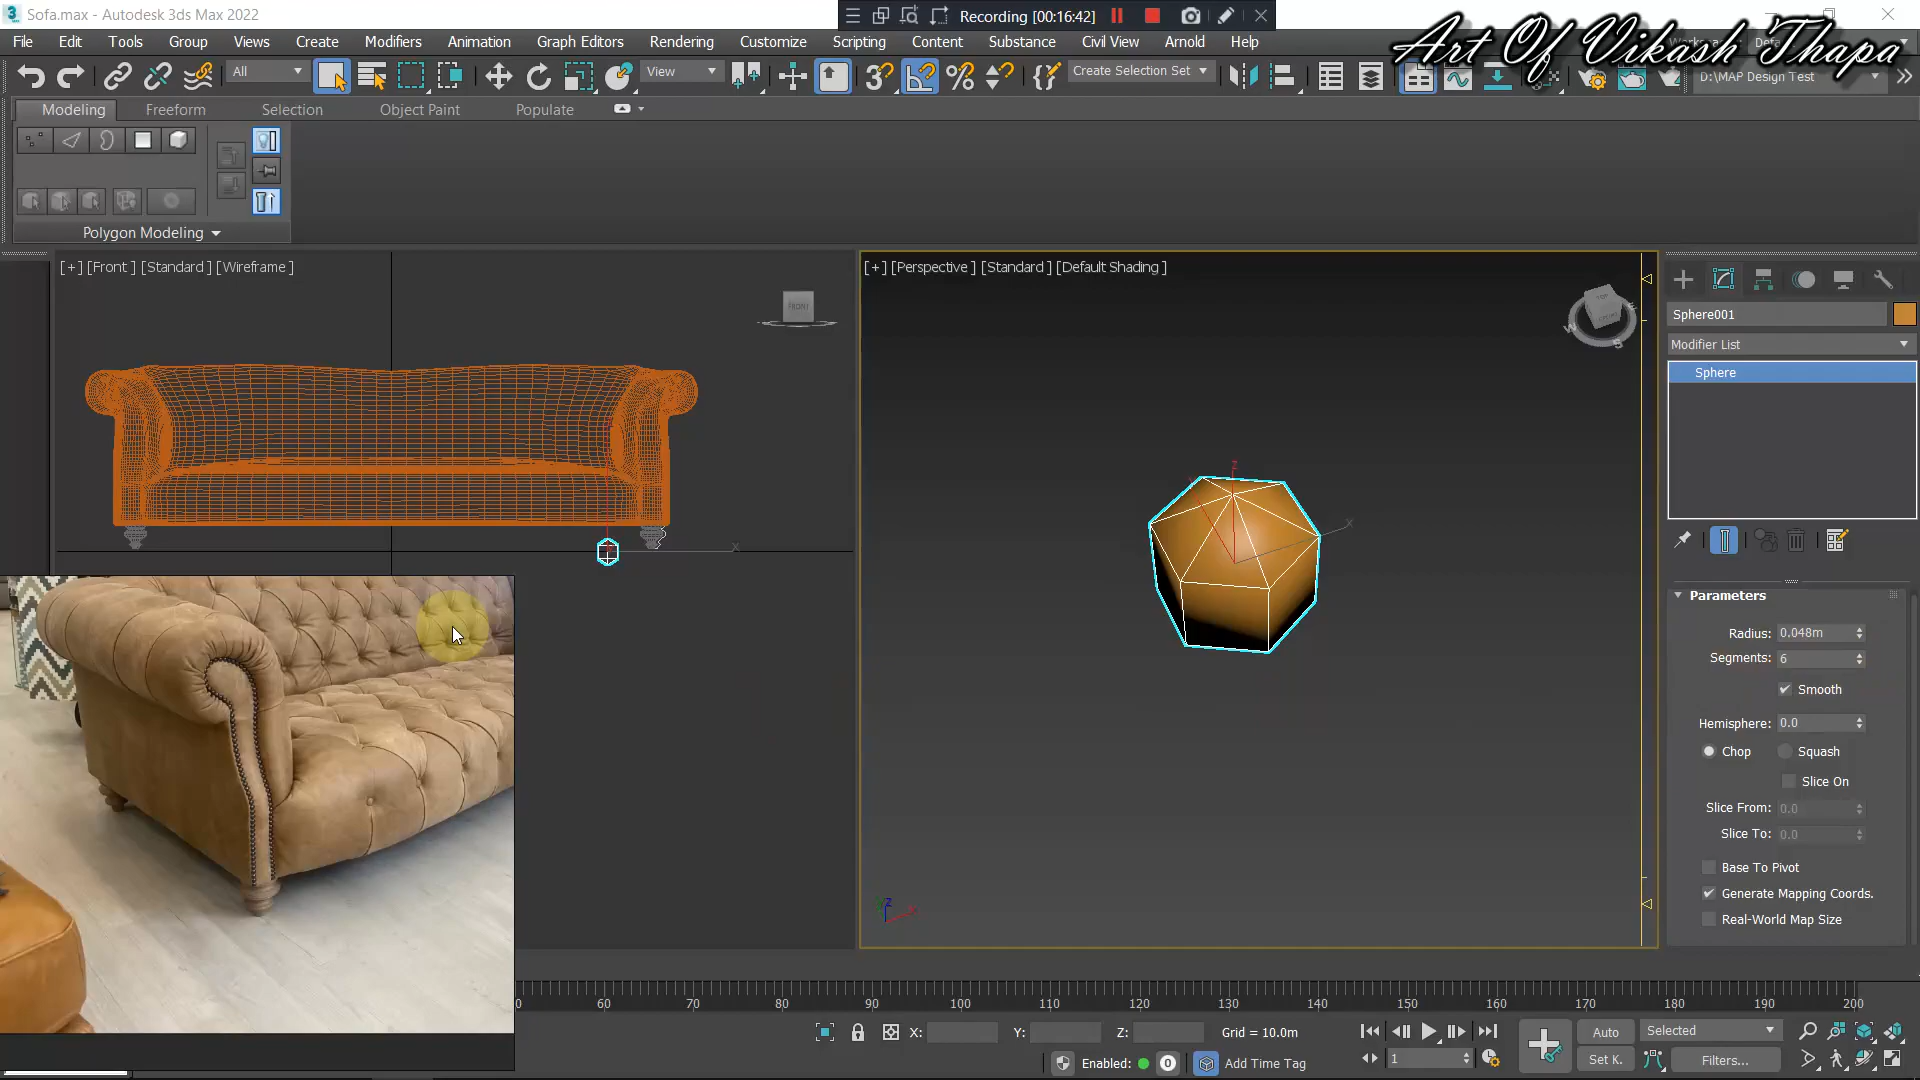 Sofa.max - Autodesk 3ds Max 2022
Recording [00:16:42]
Art Of Vikash Thapa
File Edit Tools Group Views Create Modifiers Animation Graph Editors Rendering Customize Scripting Content Substance Civil View Arnold Help
All View Create Selection Set D:\MAP Design Test
Modeling Freeform Selection Object Paint Populate
Polygon Modeling
[+] [Front ] [Standard ] [Wireframe ]
[+] [Perspective ] [Standard ] [Default Shading ]
FRONT
TOP
W
S
Sphere001
Modifier List
Sphere
z
x
x
Parameters
Radius: 0.048m
Segments: 6
Smooth
Hemisphere: 0.0
Chop Squash
Slice On
Slice From: 0.0
Slice To: 0.0
Base To Pivot
Generate Mapping Coords.
Real-World Map Size
z
x
0 60 70 80 90 100 110 120 130 140 150 160 170 180 190 200
X: Y: Z: Grid = 10.0m
Auto Selected
Enabled: 0 Add Time Tag
1
Set K. Filters...